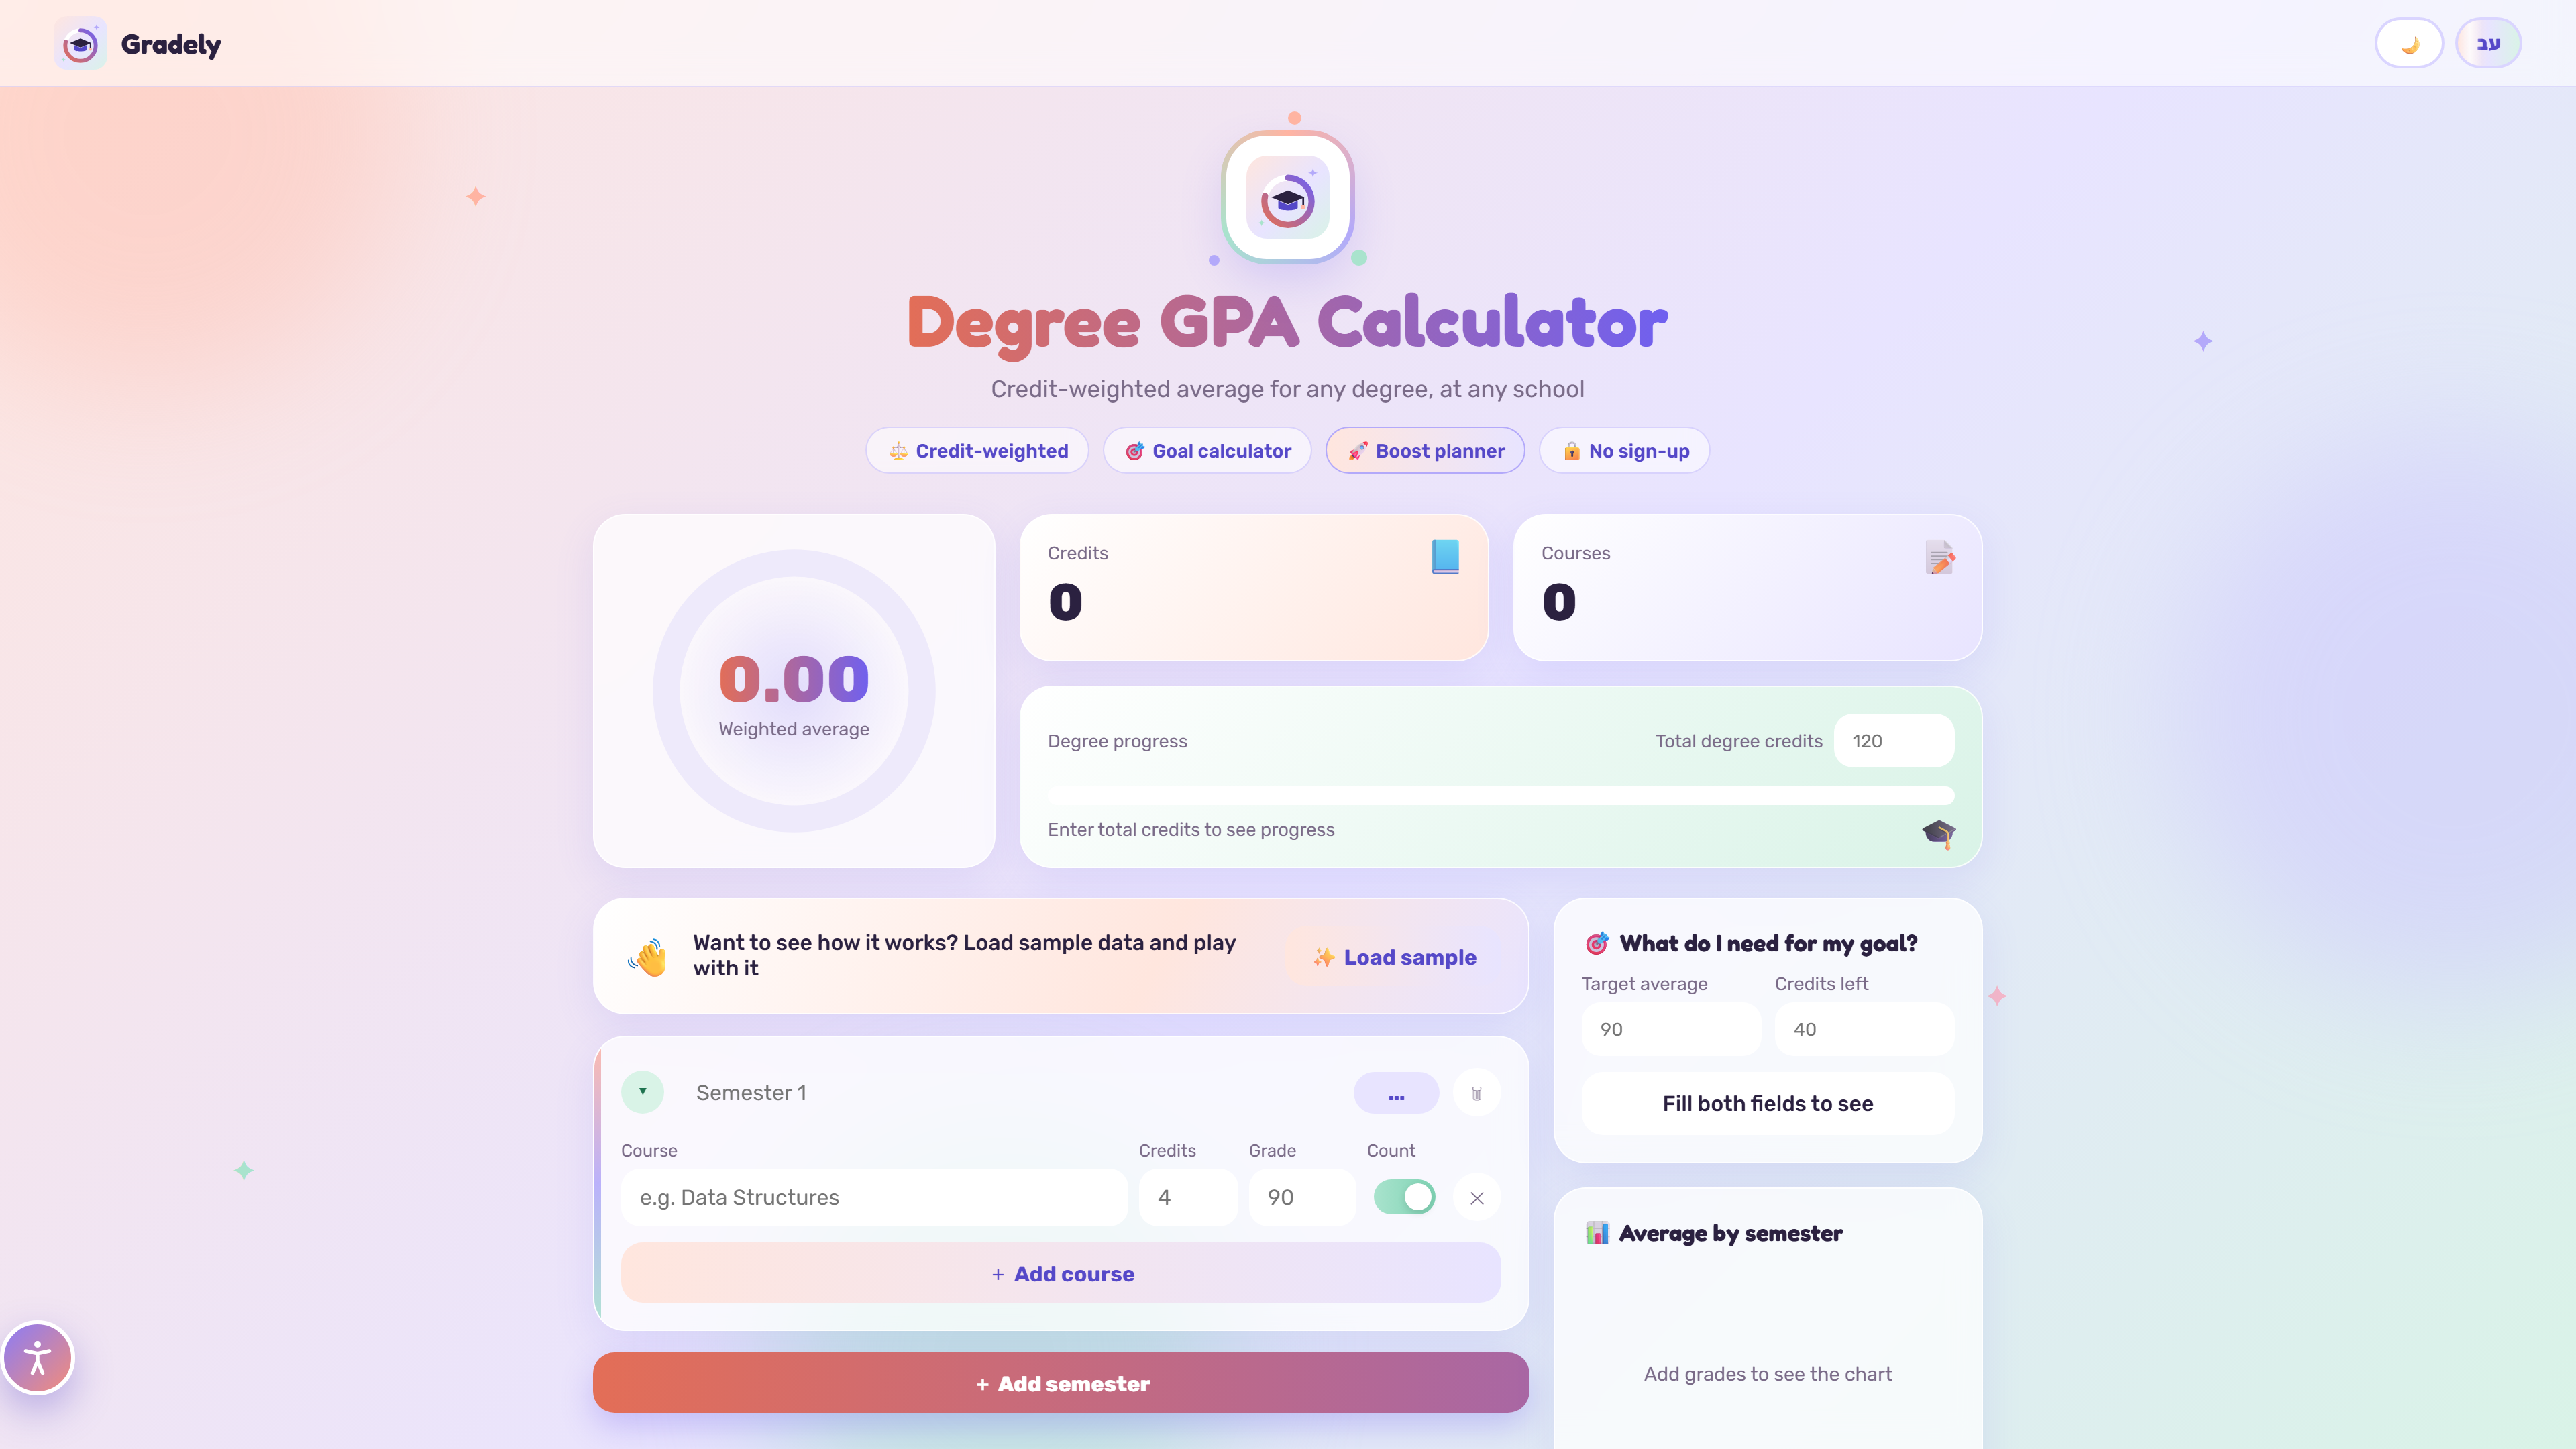 Gradely
עב
Degree GPA Calculator
Credit-weighted average for any degree, at any school
Credit-weighted
Goal calculator
Boost planner
No sign-up
0.00
Weighted average
Credits
0
Courses
0
Degree progress
Total degree credits
120
Enter total credits to see progress
Want to see how it works? Load sample data and play
with it
Load sample
Semester 1
...
Course
Credits
Grade
Count
e.g. Data Structures
4
90
+ Add course
+ Add semester
What do I need for my goal?
Target average
Credits left
90
40
Fill both fields to see
Average by semester
Add grades to see the chart